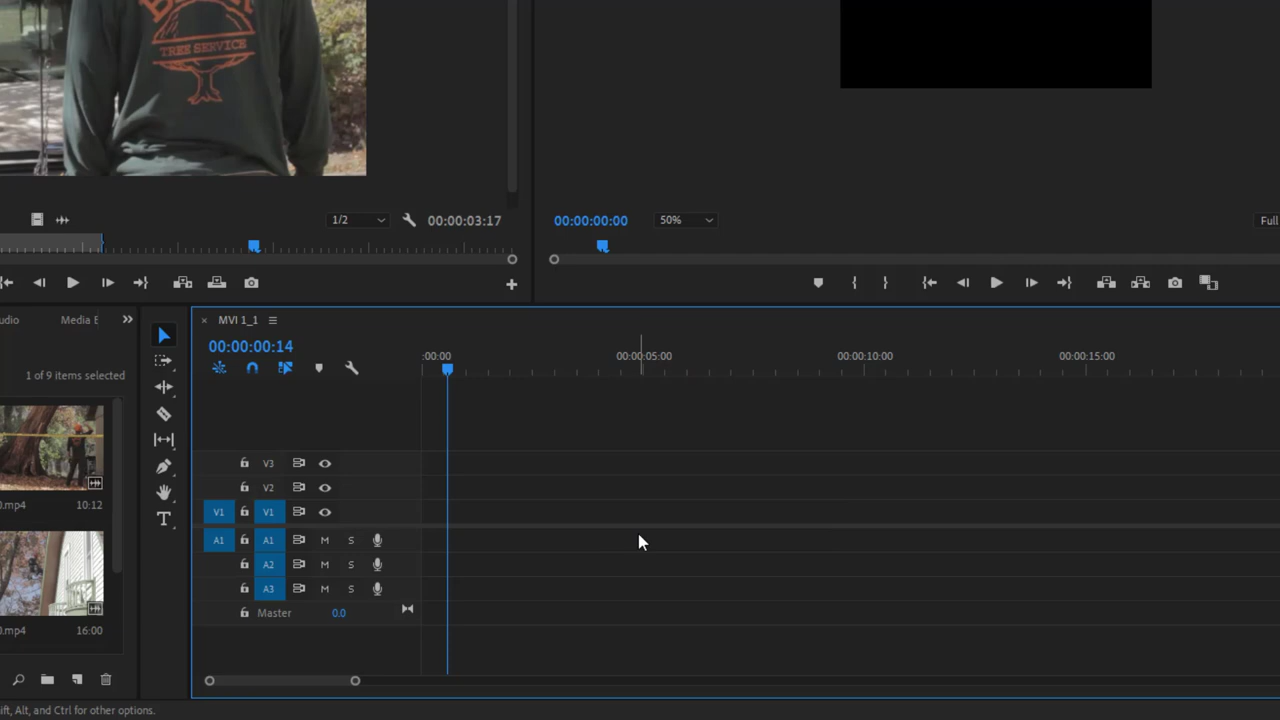 TREE SERVICE
1/2
00:00:03:17
00:00:00:00
50%
Full
udio
Media E
1 of 9 items selected
0.mp4
10:12
0.mp4
16:00
MVI 1_1
00:00:00:14
:00:00
00:00:05:00
00:00:10:00
00:00:15:00
V3
V2
V1 V1
A1 A1 M S
A2 M S
A3 M S
Master 0.0
ift, Alt, and Ctrl for other options.